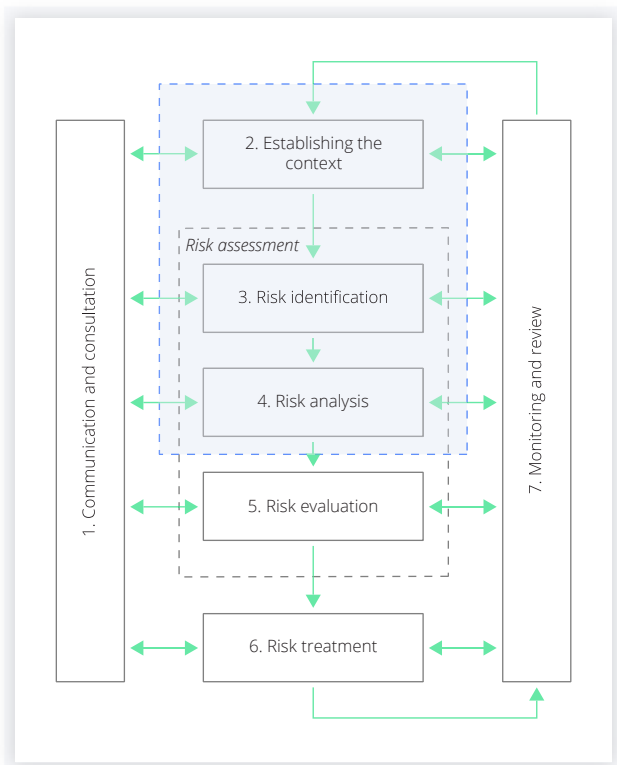 2. Establishing the
context
Risk assessment
3. Risk identification
4. Risk analysis
5. Risk evaluation
6. Risk treatment
1. Communication and consultation
7. Monitoring and review